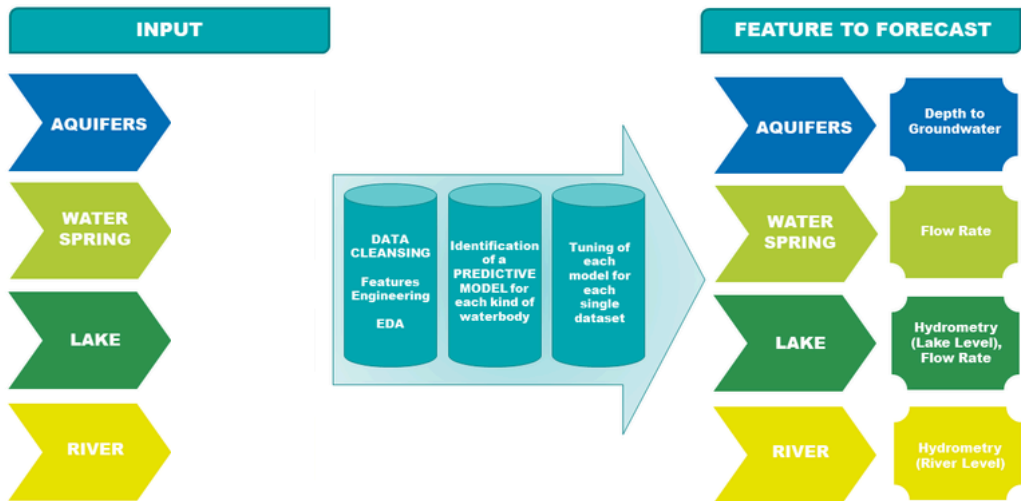 INPUT
FEATURE TO FORECAST
AQUIFERS
WATER
SPRING
LAKE
RIVER
DATA
CLEANSING
Features
Engineering
EDA
Identification
of a
PREDICTIVE
MODEL for
each kind of
waterbody
Tuning of
each
model for
each
single
dataset
AQUIFERS
Depth to
Groundwater
WATER
SPRING
Flow Rate
LAKE
Hydrometry
(Lake Level),
Flow Rate
RIVER
Hydrometry
(River Level)